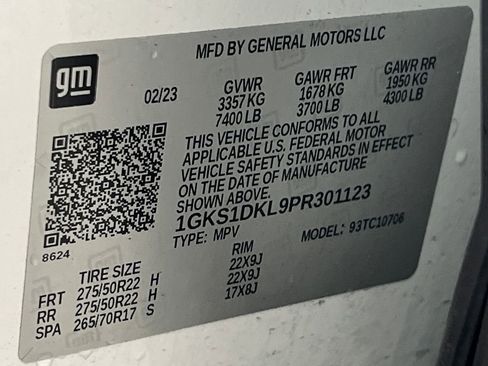 gm
MFD BY GENERAL MOTORS LLC
02/23 GVWR GAWR FRT GAWR RR
3357 KG 1678 KG 1950 KG
7400 LB 3700 LB 4300 LB
THIS VEHICLE CONFORMS TO ALL
APPLICABLE U.S. FEDERAL MOTOR
VEHICLE SAFETY STANDARDS IN EFFECT
ON THE DATE OF MANUFACTURE
SHOWN ABOVE.
1GKS1DKL9PR301123
TYPE: MPV MODEL: 93TC10706
8624
TIRE SIZE RIM
FRT 275/50R22 H 22X9J
RR 275/50R22 H 22X9J
SPA 265/70R17 S 17X8J